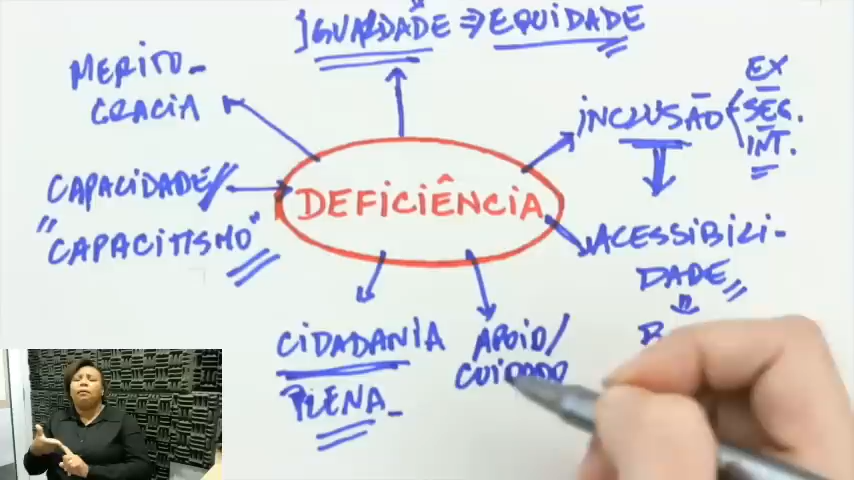 IGUALDADE ⇒ EQUIDADE
MERITO-
CRACIA
EX
INCLUSÃO
SEG.
INT.
CAPACIDADE//
DEFICIÊNCIA
"CAPACITISMO"
ACESSIBILI-
DADE
CIDADANIA
PLENA
APOIO/
CUIDADO